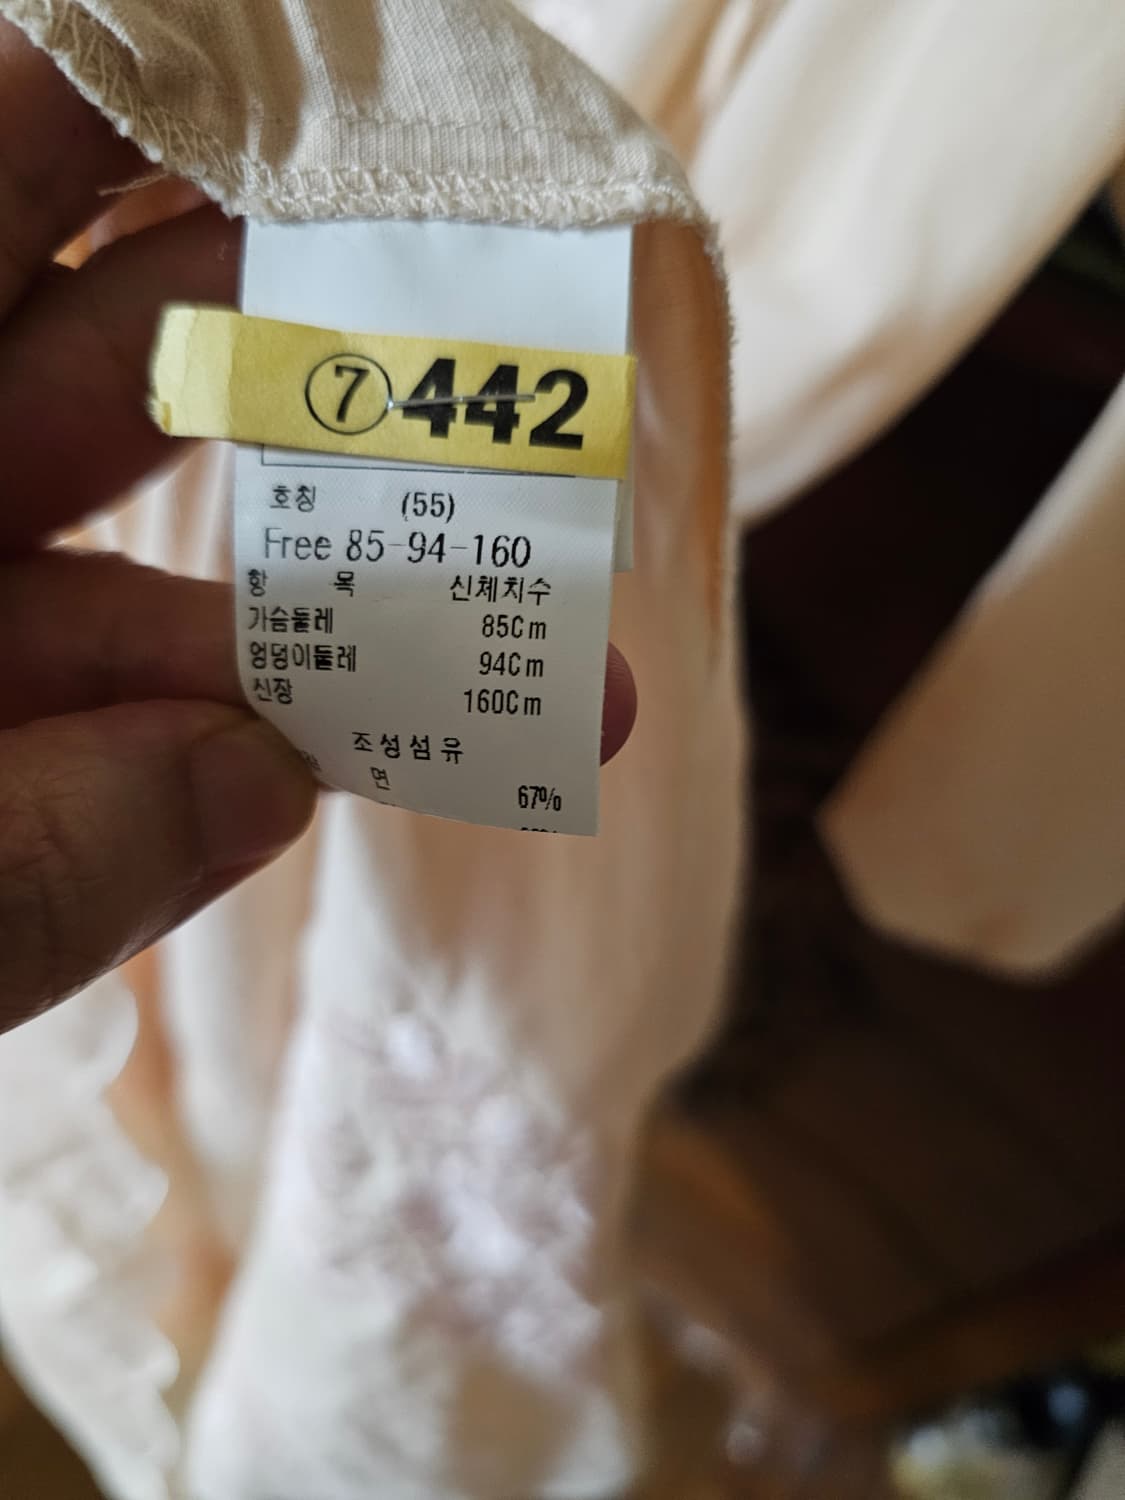 ⑦442
호칭 (55)
Free 85-94-160
항 목 신체치수
가슴둘레 85Cm
엉덩이둘레 94Cm
신장 160Cm
조성섬유
면 67%